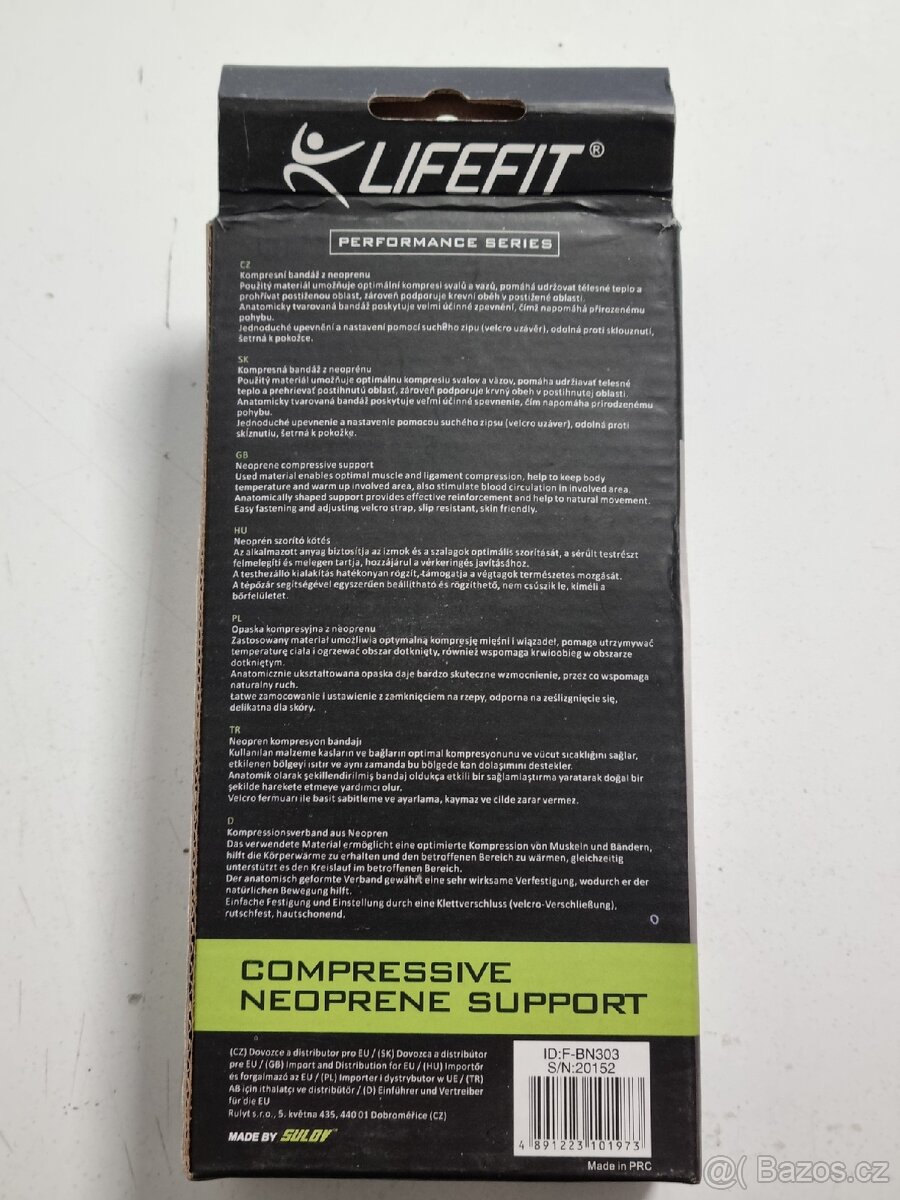 LIFEFIT®
PERFORMANCE SERIES
CZ
Kompresní bandáž z neoprenu
Použitý materiál umožňuje optimální kompresi svalů a vazů, pomáhá udržovat tělesné teplo a
prohřívat postiženou oblast, zároveň podporuje krevní oběh v postižené oblasti.
Anatomicky tvarovaná bandáž poskytuje velmi účinné zpevnění, čímž napomáhá přirozenému
pohybu.
Jednoduché upevnění a nastavení pomocí suchého zipu (velcro uzávěr), odolná proti sklouznutí,
šetrná k pokožce.
SK
Kompresná bandáž z neoprénu
Použitý materiál umožňuje optimálnu kompresiu svalov a väzov, pomáha udržiavať telesné
teplo a prehrievať postihnutú oblasť, zároveň podporuje krvný obeh v postihnutej oblasti.
Anatomicky tvarovaná bandáž poskytuje veľmi účinné spevnenie, čím napomáha prirodzenému
pohybu.
Jednoduché upevnenie a nastavenie pomocou suchého zipsu (velcro uzáver), odolná proti
skĺznutiu, šetrná k pokožke.
GB
Neoprene compressive support
Used material enables optimal muscle and ligament compression, help to keep body
temperature and warm up involved area, also stimulate blood circulation in involved area.
Anatomically shaped support provides effective reinforcement and help to natural movement.
Easy fastening and adjusting velcro strap, slip resistant, skin friendly.
HU
Neoprén szorító kötés
Az alkalmazott anyag biztosítja az izmok és a szalagok optimális szorítását, a sérült testrészt
felmelegíti és melegen tartja, hozzájárul a vérkeringés javításához.
A testhezálló kialakítás hatékonyan rögzít, támogatja a végtagok természetes mozgását.
A tépőzár segítségével egyszerűen beállítható és rögzíthető, nem csúszik le, kíméli a
bőrfelületet.
PL
Opaska kompresyjna z neoprenu
Zastosowany materiał umożliwia optymalną kompresję mięśni i wiązadeł, pomaga utrzymywać
temperaturę ciała i ogrzewać obszar dotknięty, również wspomaga krwioobieg w obszarze
dotkniętym.
Anatomicznie ukształtowana opaska daje bardzo skuteczne wzmocnienie, przez co wspomaga
naturalny ruch.
Łatwe zamocowanie i ustawienie z zamknięciem na rzepy, odporna na ześlizgnięcie się,
delikatna dla skóry.
TR
Neopren kompresyon bandajı
Kullanılan malzeme kasların ve bağların optimal kompresyonunu ve vücut sıcaklığını sağlar,
etkilenen bölgeyi ısıtır ve aynı zamanda bu bölgede kan dolaşımını destekler.
Anatomik olarak şekillendirilmiş bandaj oldukça etkili bir sağlamlaştırma yaratarak doğal bir
şekilde harekete etmeye yardımcı olur.
Velcro fermuarı ile basit sabitleme ve ayarlama, kaymaz ve cilde zarar vermez.
D
Kompressionsverband aus Neopren
Das verwendete Material ermöglicht eine optimierte Kompression von Muskeln und Bändern,
hilft die Körperwärme zu erhalten und den betroffenen Bereich zu wärmen, gleichzeitig
unterstützt es den Kreislauf im betroffenen Bereich.
Der anatomisch geformte Verband gewährt eine sehr wirksame Verfestigung, wodurch er der
natürlichen Bewegung hilft.
Einfache Festigung und Einstellung durch eine Klettverschluss (velcro-Verschließung),
rutschfest, hautschonend.
COMPRESSIVE
NEOPRENE SUPPORT
(CZ) Dovozce a distributor pro EU / (SK) Dovozca a distribútor
pre EU / (GB) Import and Distribution for EU / (HU) Importőr
és forgalmazó az EU / (PL) Importer i dystrybutor w UE / (TR)
AB için ithalatçı ve distribütör / (D) Einführer und Vertreiber
für die EU
Rulyt s.r.o., 5. května 435, 440 01 Dobroměřice (CZ)
MADE BY SULOV™
ID:F-BN303
S/N:20152
4 891223 101973
Made in PRC
@( Bazos.cz